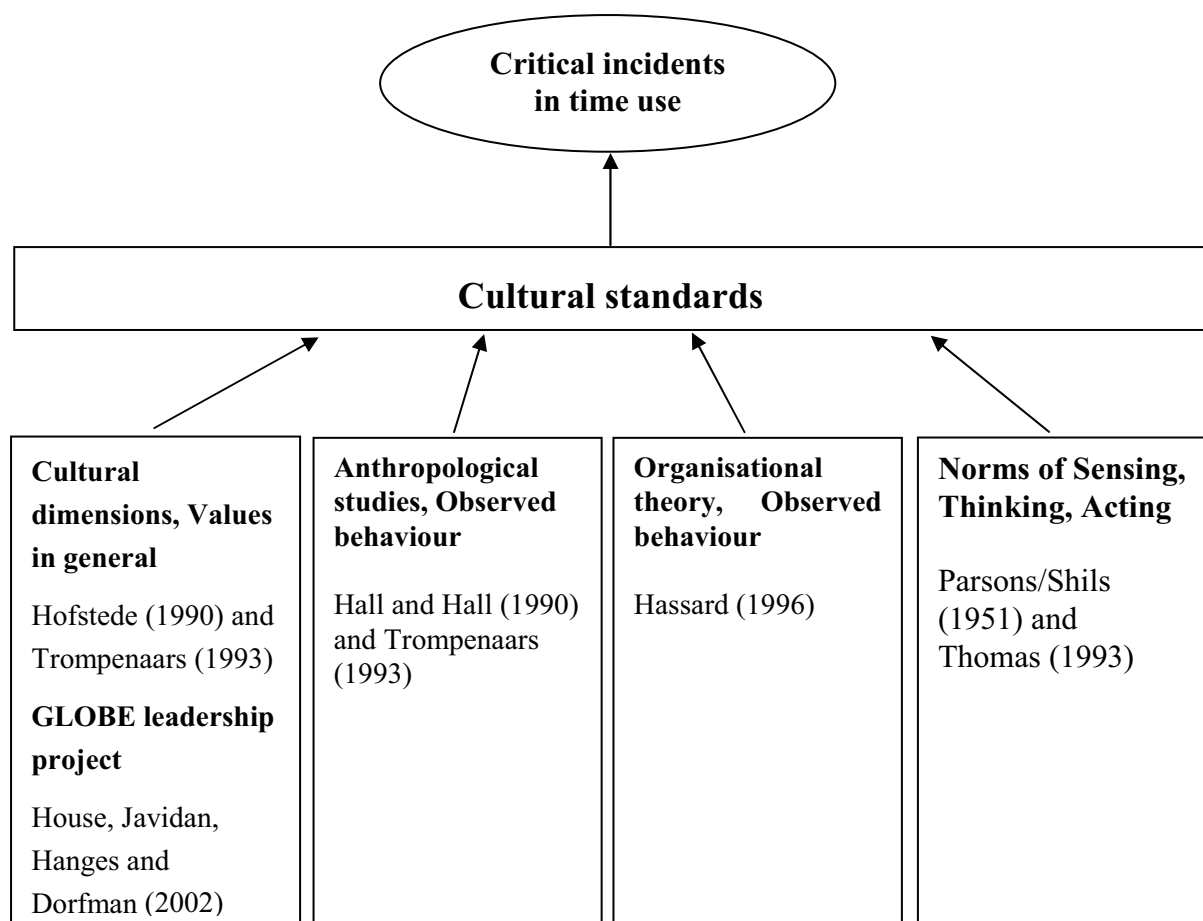 Critical incidents
in time use
Cultural standards
Cultural
dimensions, Values
in general
Hofstede (1990) and
Trompenaars (1993)
GLOBE leadership
project
House, Javidan,
Hanges and
Dorfman (2002)
Anthropological
studies, Observed
behaviour
Hall and Hall (1990)
and Trompenaars
(1993)
Organisational
theory, Observed
behaviour
Hassard (1996)
Norms of Sensing,
Thinking, Acting
Parsons/Shils
(1951) and
Thomas (1993)